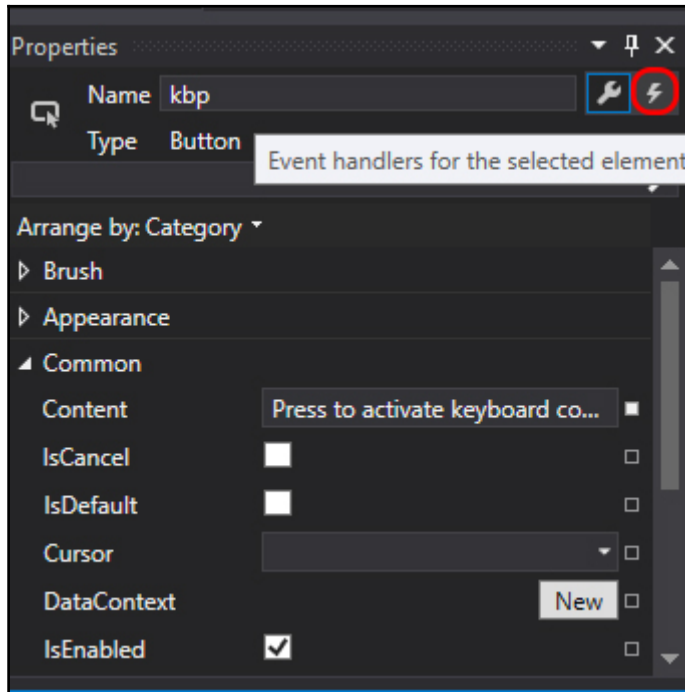 Properties
Name kbp
Type Button
Event handlers for the selected element
Arrange by: Category
Brush
Appearance
Common
Content Press to activate keyboard co...
IsCancel
IsDefault
Cursor
DataContext New
IsEnabled